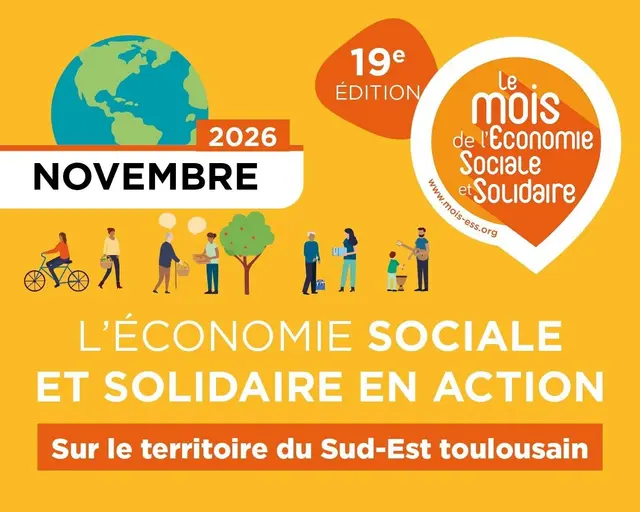 19e
ÉDITION
Le
mois
de l'Économie
Sociale
et Solidaire
www.mois-ess.org
2026
NOVEMBRE
L'ÉCONOMIE SOCIALE
ET SOLIDAIRE EN ACTION
Sur le territoire du Sud-Est toulousain